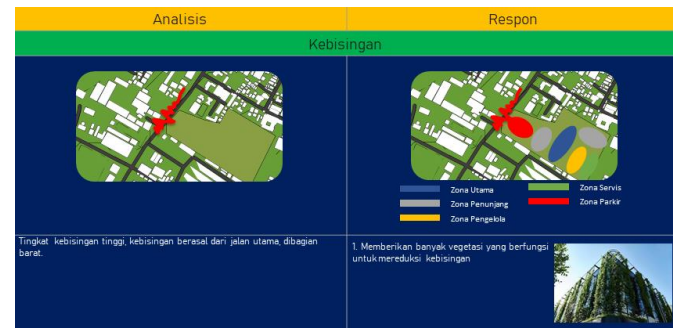 Analisis
Respon
Kebisingan
Zona Utama
Zona Servis
Zona Penunjang
Zona Parkir
Zona Pengelola
Tingkat kebisingan tinggi, kebisingan berasal dari jalan utama, dibagian
barat.
1. Memberikan banyak vegetasi yang berfungsi
untuk mereduksi kebisingan